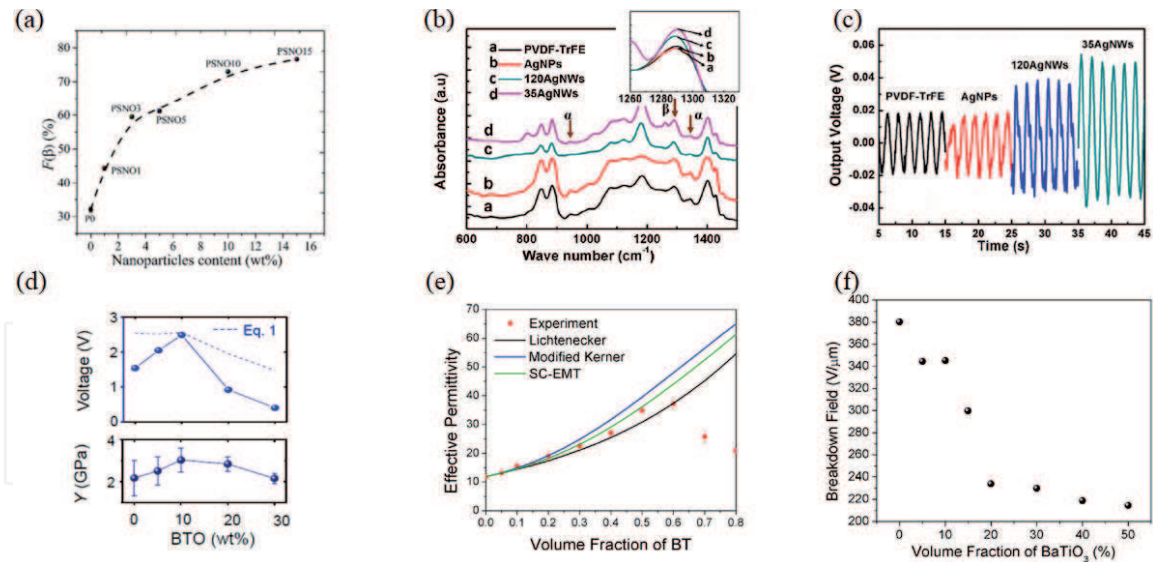 (a)
F(β) (%)
80
70
60
50
40
30
PSNO15
PSNO10
PSNO3
PSNO5
PSNO1
P0
0 2 4 6 8 10 12 14 16
Nanoparticles content (wt%)
(b)
Absorbance (a.u)
a PVDF-TrFE
b AgNPs
c 120AgNWs
d 35AgNWs
d
c
b
a
1260 1280 1300 1320
α
β
α
d
c
b
a
600 800 1000 1200 1400
Wave number (cm⁻¹)
(c)
Output Voltage (V)
0.06
0.04
0.02
0.00
-0.02
-0.04
PVDF-TrFE
AgNPs
120AgNWs
35AgNWs
5 10 15 20 25 30 35 40 45
Time (s)
(d)
Voltage (V)
3
2
1
0
Eq. 1
Y (GPa)
4
2
0 10 20 30
BTO (wt%)
(e)
Effective Permittivity
70
60
50
40
30
20
10
0
Experiment
Lichtenecker
Modified Kerner
SC-EMT
0.0 0.1 0.2 0.3 0.4 0.5 0.6 0.7 0.8
Volume Fraction of BT
(f)
Breakdown Field (V/μm)
400
380
360
340
320
300
280
260
240
220
200
0 10 20 30 40 50
Volume Fraction of BaTiO₃ (%)